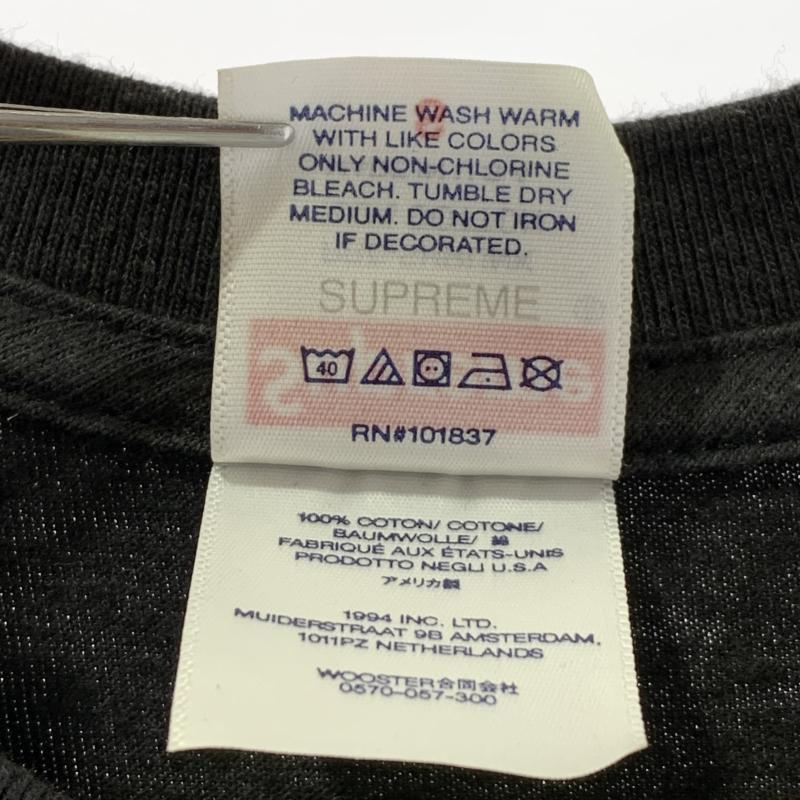 MACHINE WASH WARM
WITH LIKE COLORS
ONLY NON-CHLORINE
BLEACH. TUMBLE DRY
MEDIUM. DO NOT IRON
IF DECORATED.
SUPREME
40
RN#101837
100% COTON/ COTONE/
BAUMWOLLE/ 綿
FABRIQUÉ AUX ÉTATS-UNIS
PRODOTTO NEGLI U.S.A
アメリカ製
1994 INC. LTD.
MUIDERSTRAAT 9B AMSTERDAM,
1011PZ NETHERLANDS
WOOSTER合同会社
0570-057-300